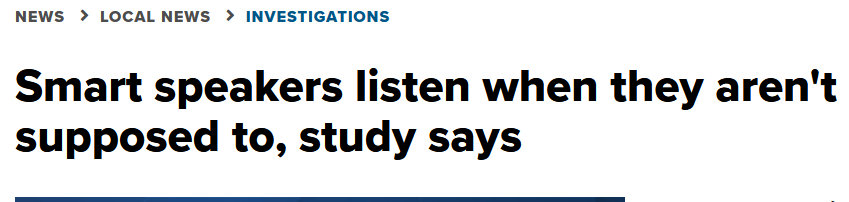 NEWS > LOCAL NEWS > INVESTIGATIONS
Smart speakers listen when they aren't
supposed to, study says